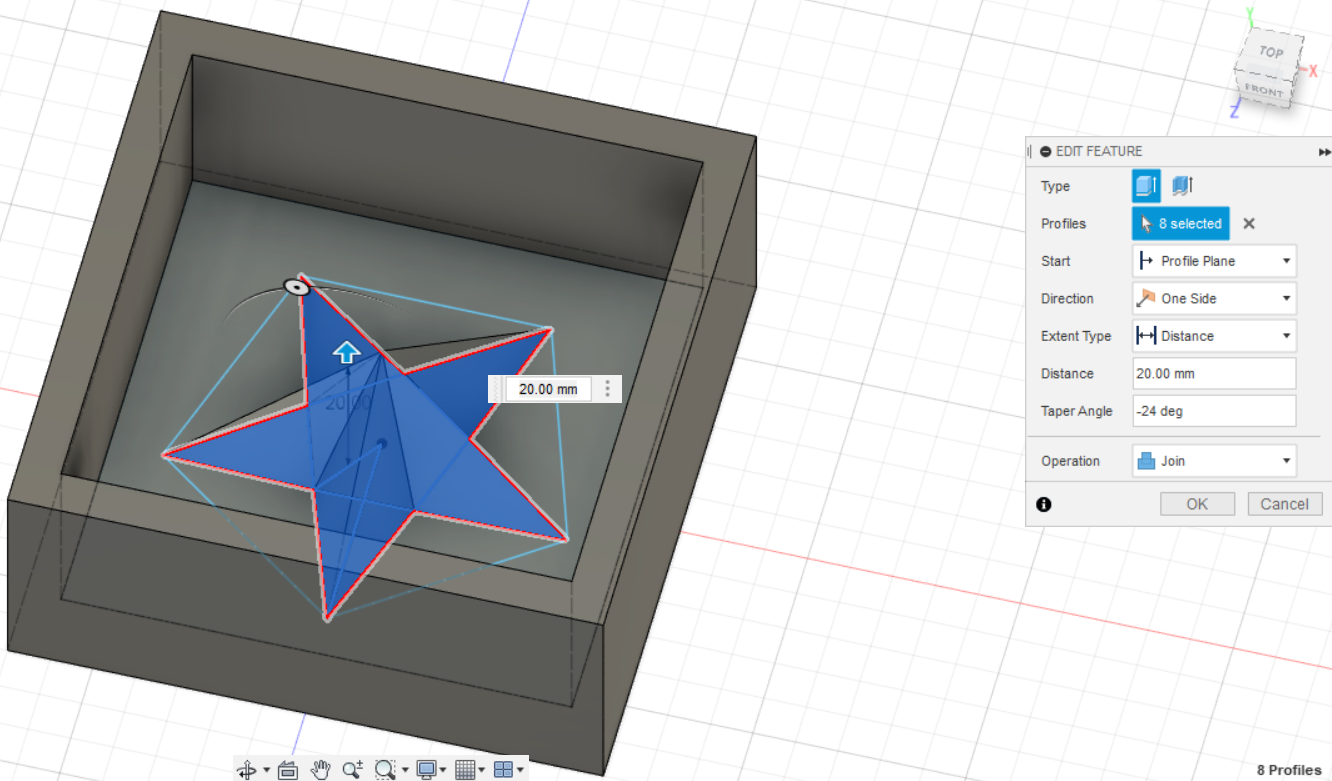 Y
TOP
X
FRONT
Z
EDIT FEATURE
Type
Profiles
8 selected
Start
Profile Plane
Direction
One Side
Extent Type
Distance
Distance
20.00 mm
Taper Angle
-24 deg
Operation
Join
OK
Cancel
20.00 mm
20.00
8 Profiles